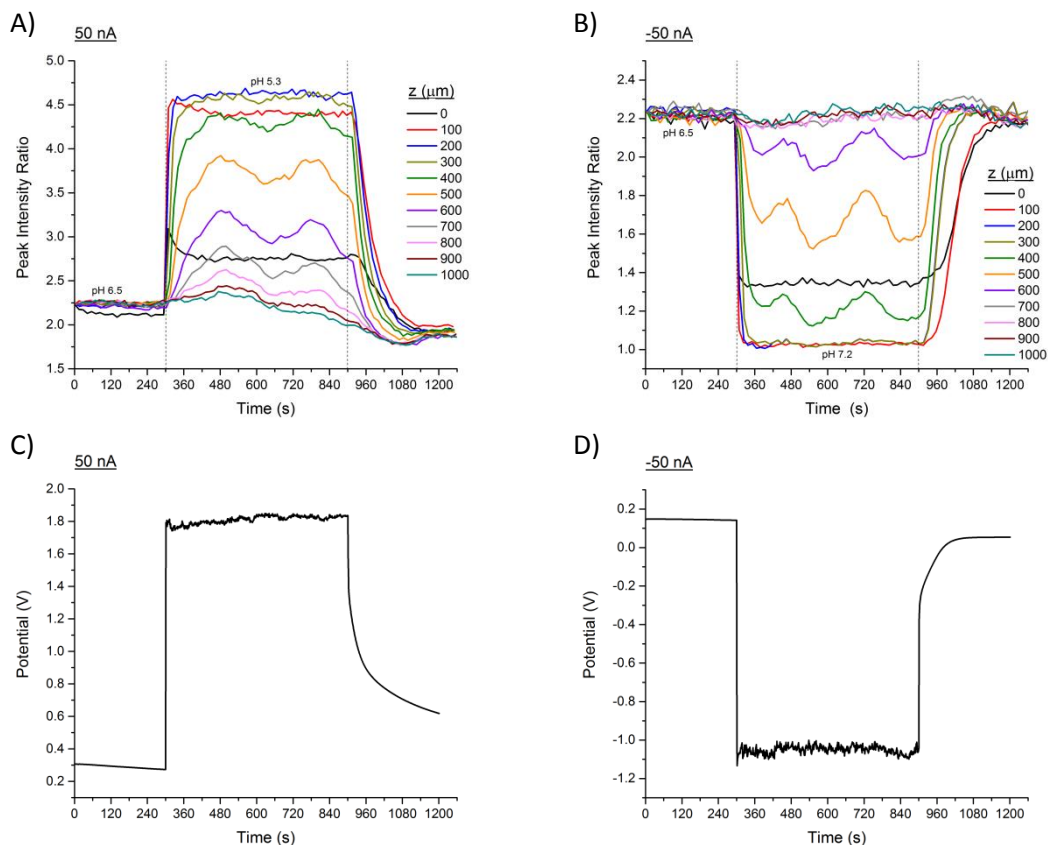 A)
50 nA
Peak Intensity Ratio
5.0
4.5
4.0
3.5
3.0
2.5
2.0
1.5
pH 5.3
pH 6.5
z (μm)
0
100
200
300
400
500
600
700
800
900
1000
0 120 240 360 480 600 720 840 960 1080 1200
Time (s)
B)
-50 nA
Peak Intensity Ratio
2.4
2.2
2.0
1.8
1.6
1.4
1.2
1.0
pH 6.5
pH 7.2
z (μm)
0
100
200
300
400
500
600
700
800
900
1000
0 120 240 360 480 600 720 840 960 1080 1200
Time (s)
C)
50 nA
Potential (V)
2.0
1.8
1.6
1.4
1.2
1.0
0.8
0.6
0.4
0.2
0 120 240 360 480 600 720 840 960 1080 1200
Time (s)
D)
-50 nA
Potential (V)
0.2
0.0
-0.2
-0.4
-0.6
-0.8
-1.0
-1.2
0 120 240 360 480 600 720 840 960 1080 1200
Time (s)